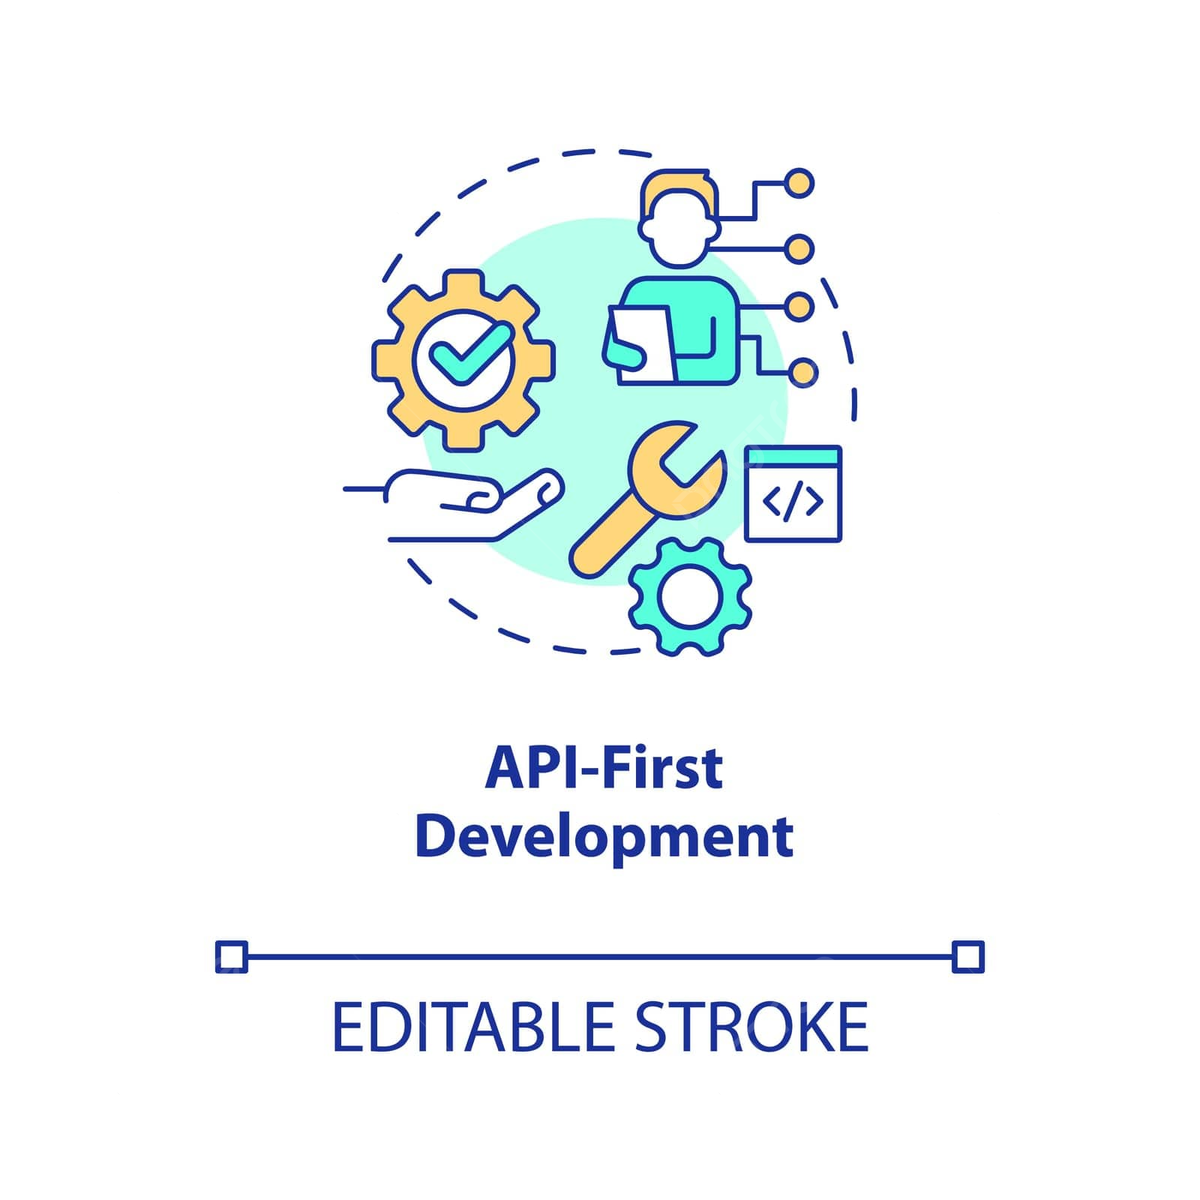 </>
API-First
Development
EDITABLE STROKE